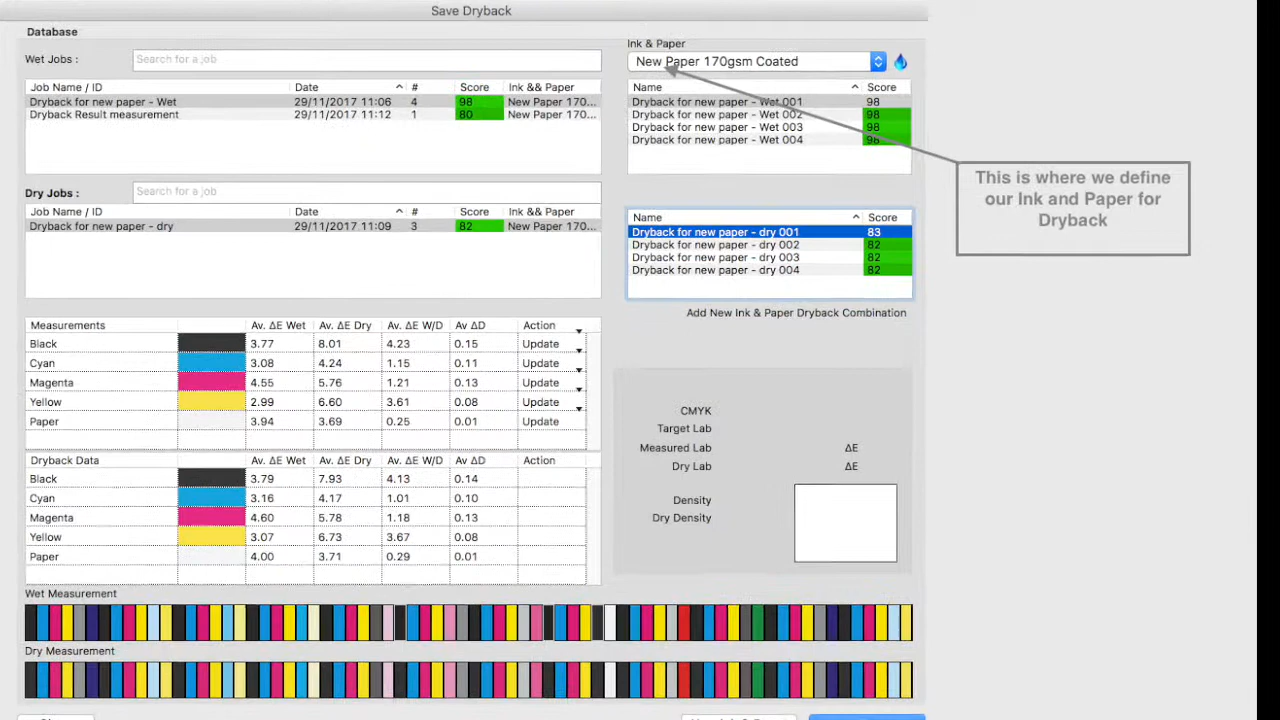 Save Dryback
Database
Ink & Paper
Wet Jobs :
Search for a job
New Paper 170gsm Coated
Job Name / ID Date # Score Ink && Paper
Dryback for new paper - Wet 29/11/2017 11:06 4 98 New Paper 170...
Dryback Result measurement 29/11/2017 11:12 1 80 New Paper 170...
Name Score
Dryback for new paper - Wet 001 98
Dryback for new paper - Wet 002 98
Dryback for new paper - Wet 003 98
Dryback for new paper - Wet 004 98
This is where we define
our Ink and Paper for
Dryback
Dry Jobs :
Search for a job
Job Name / ID Date # Score Ink && Paper
Dryback for new paper - dry 29/11/2017 11:09 3 82 New Paper 170...
Name Score
Dryback for new paper - dry 001 83
Dryback for new paper - dry 002 82
Dryback for new paper - dry 003 82
Dryback for new paper - dry 004 82
Add New Ink & Paper Dryback Combination
Measurements Av. ΔE Wet Av. ΔE Dry Av. ΔE W/D Av ΔD Action
Black 3.77 8.01 4.23 0.15 Update
Cyan 3.08 4.24 1.15 0.11 Update
Magenta 4.55 5.76 1.21 0.13 Update
Yellow 2.99 6.60 3.61 0.08 Update
Paper 3.94 3.69 0.25 0.01 Update
Dryback Data Av. ΔE Wet Av. ΔE Dry Av. ΔE W/D Av ΔD Action
Black 3.79 7.93 4.13 0.14
Cyan 3.16 4.17 1.01 0.10
Magenta 4.60 5.78 1.18 0.13
Yellow 3.07 6.73 3.67 0.08
Paper 4.00 3.71 0.29 0.01
CMYK
Target Lab
Measured Lab ΔE
Dry Lab ΔE
Density
Dry Density
Wet Measurement
Dry Measurement